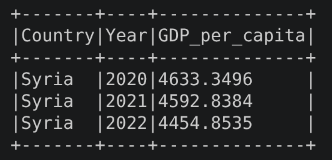 +-------+----+--------------+
|Country|Year|GDP_per_capita|
+-------+----+--------------+
|Syria  |2020|4633.3496     |
|Syria  |2021|4592.8384     |
|Syria  |2022|4454.8535     |
+-------+----+--------------+